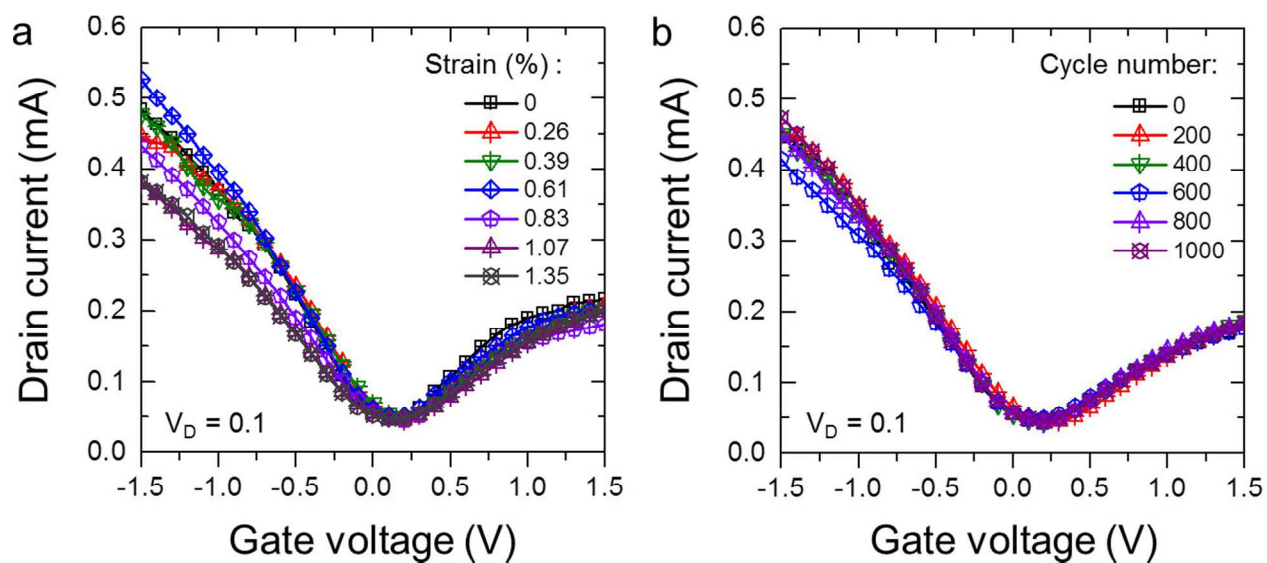 a
Drain current (mA)
0.6
0.5
0.4
0.3
0.2
0.1
0.0
Strain (%) :
0
0.26
0.39
0.61
0.83
1.07
1.35
V_D = 0.1
-1.5 -1.0 -0.5 0.0 0.5 1.0 1.5
Gate voltage (V)
b
Drain current (mA)
0.6
0.5
0.4
0.3
0.2
0.1
0.0
Cycle number:
0
200
400
600
800
1000
V_D = 0.1
-1.5 -1.0 -0.5 0.0 0.5 1.0 1.5
Gate voltage (V)